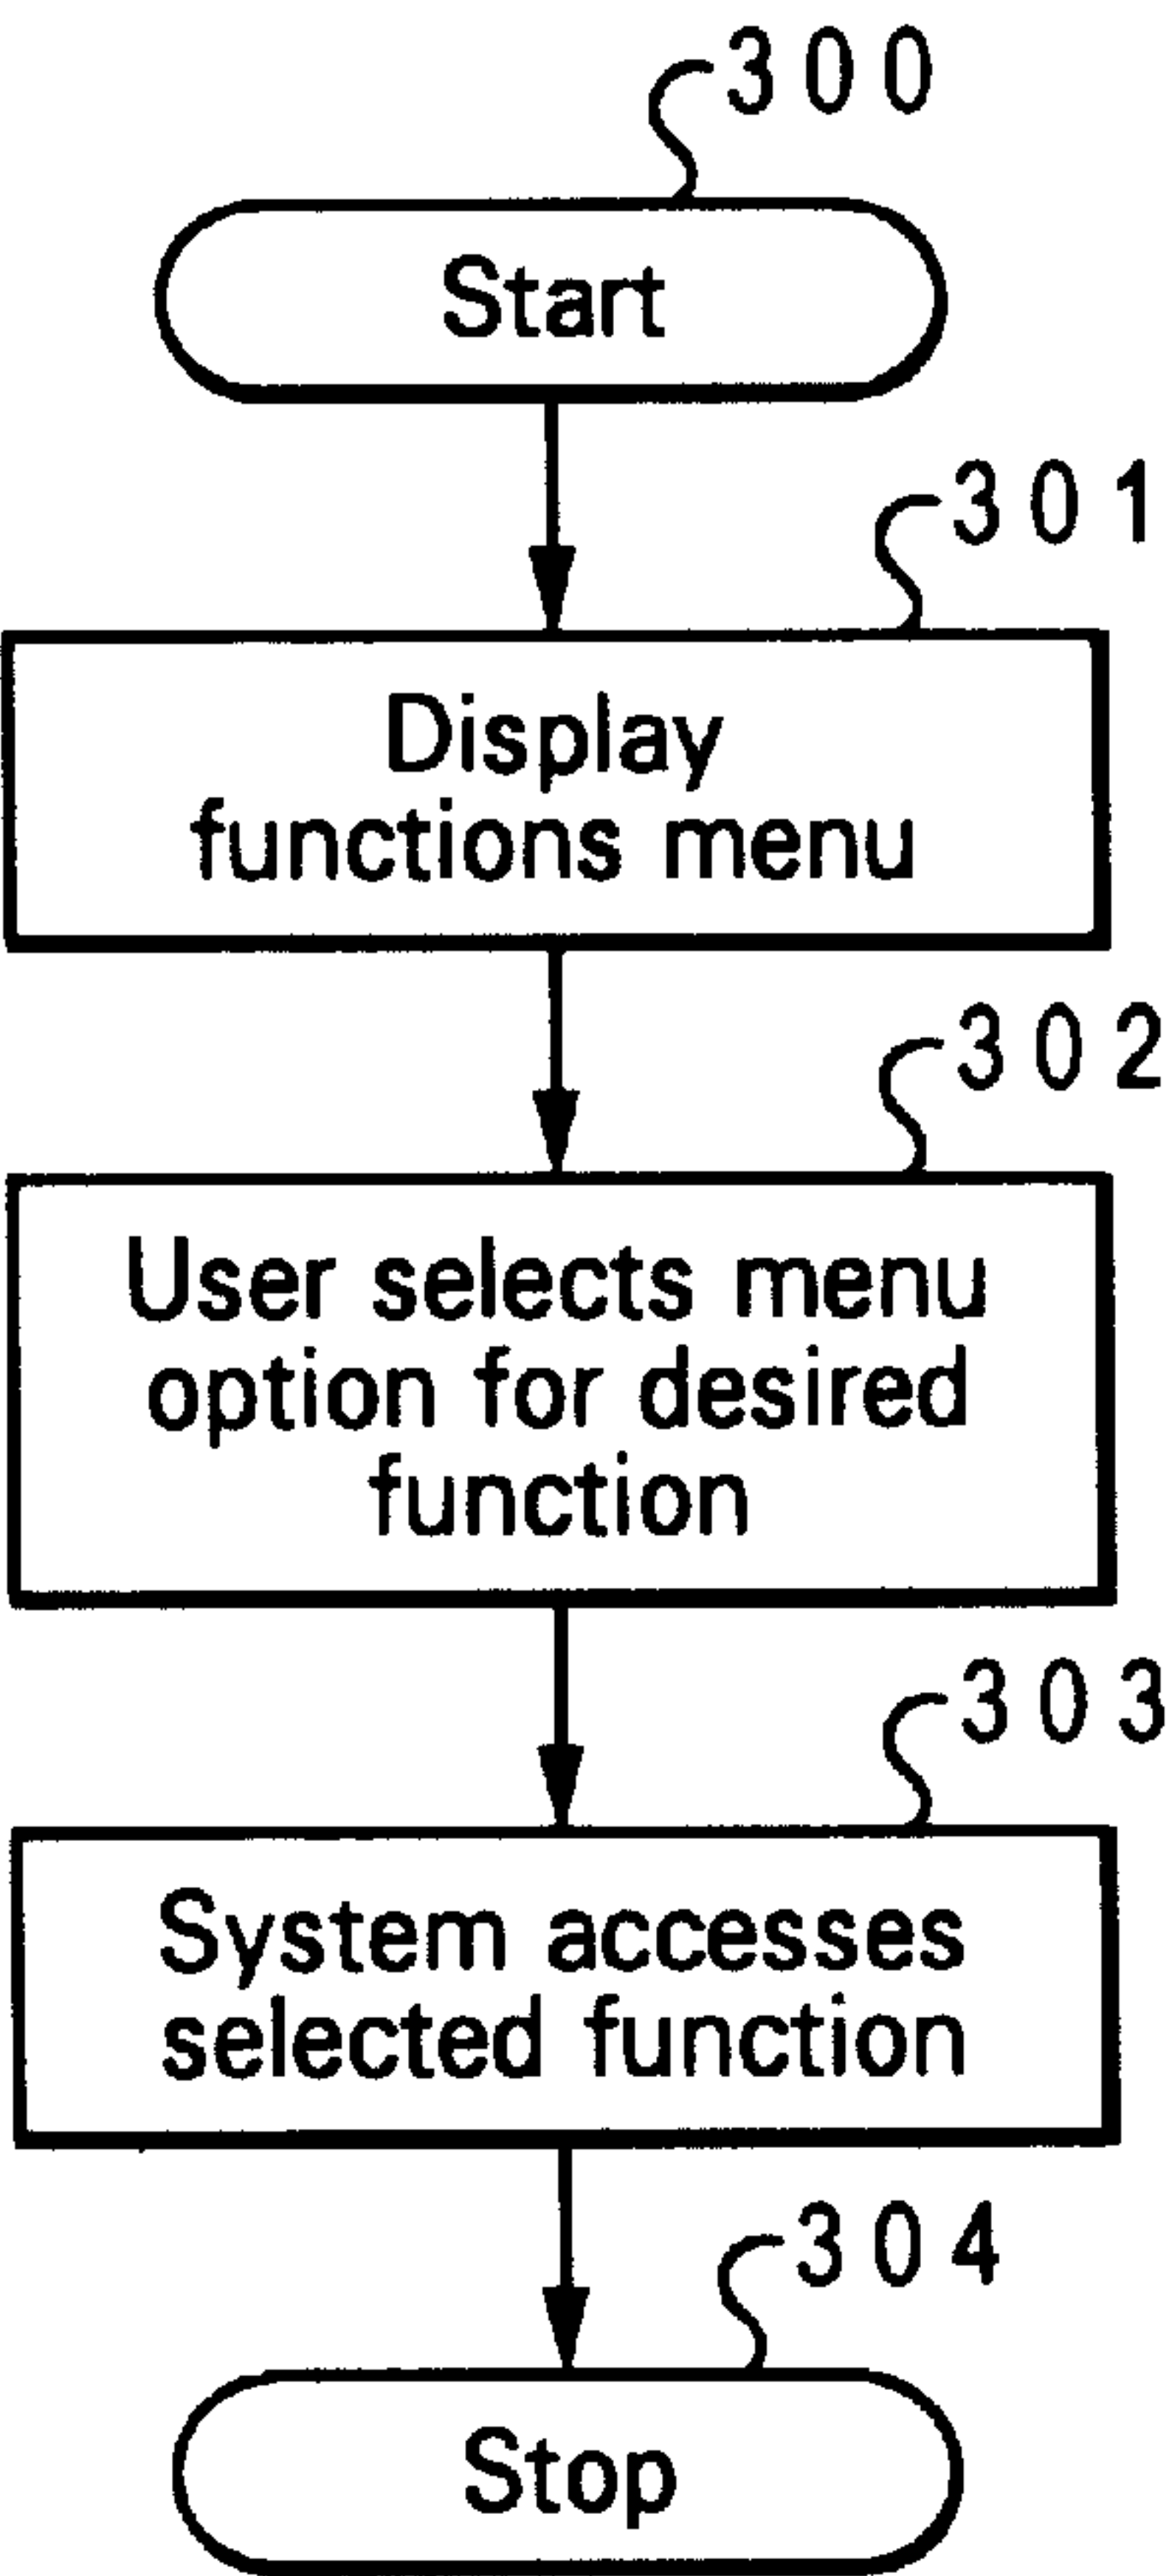 300
Start
301
Display
functions menu
302
User selects menu
option for desired
function
303
System accesses
selected function
304
Stop